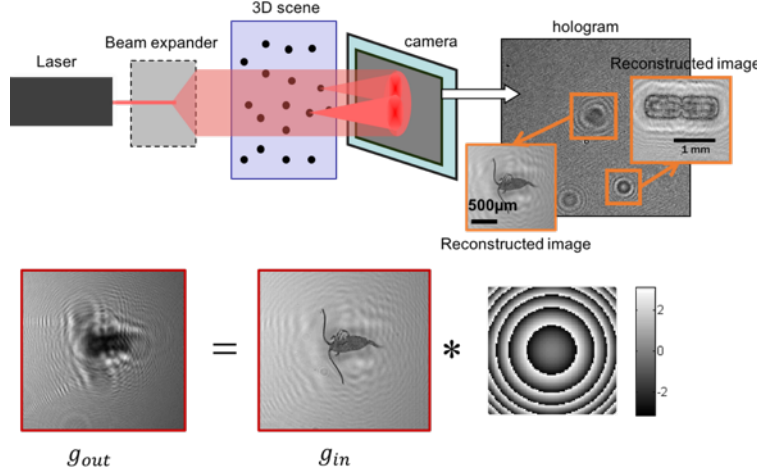 3D scene
Beam expander
camera
hologram
Laser
Reconstructed image
1 mm
500µm
Reconstructed image
=
*
2
0
-2
g_out
g_in